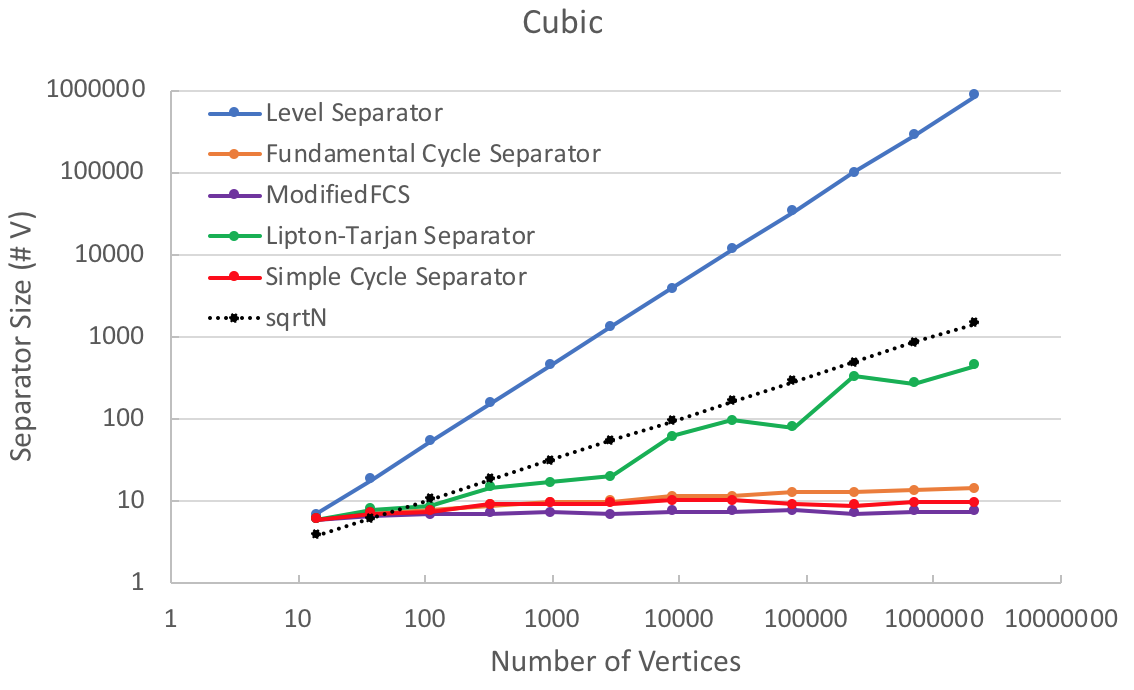 Cubic
1000000
100000
10000
1000
100
10
1
Separator Size (# V)
Level Separator
Fundamental Cycle Separator
ModifiedFCS
Lipton-Tarjan Separator
Simple Cycle Separator
sqrtN
1 10 100 1000 10000 100000 1000000 10000000
Number of Vertices